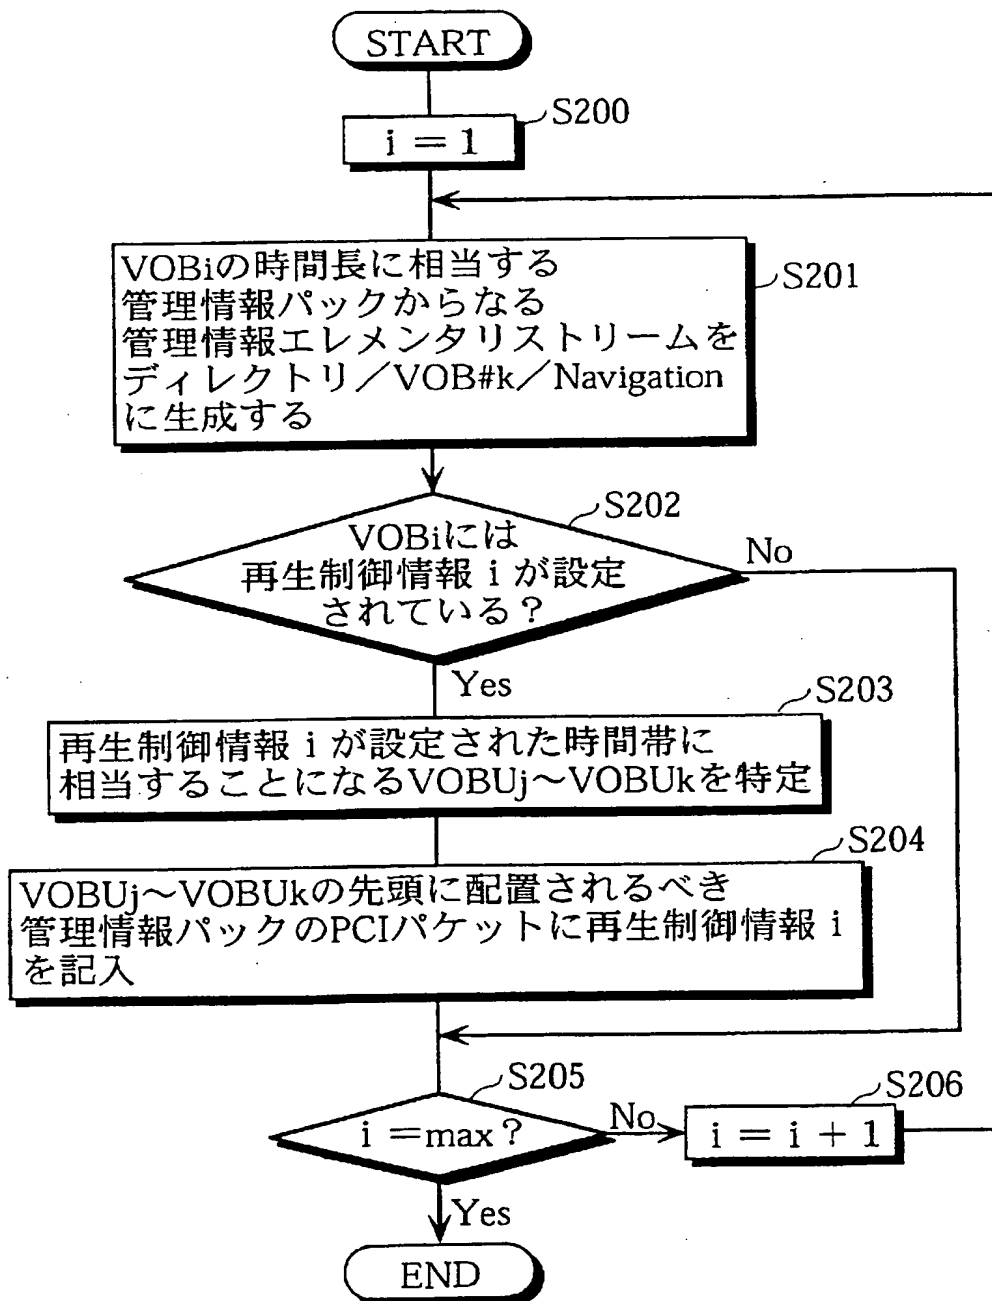 START
S200
i = 1
S201
VOBiの時間長に相当する
管理情報パックからなる
管理情報エレメンタリストリームを
ディレクトリ／VOB#k／Navigation
に生成する
S202
VOBiには
再生制御情報 i が設定
されている？
No
Yes
S203
再生制御情報 i が設定された時間帯に
相当することになるVOBUj～VOBUkを特定
S204
VOBUj～VOBUkの先頭に配置されるべき
管理情報パックのPCIパケットに再生制御情報 i
を記入
S205
i =max？
No
S206
i = i + 1
Yes
END